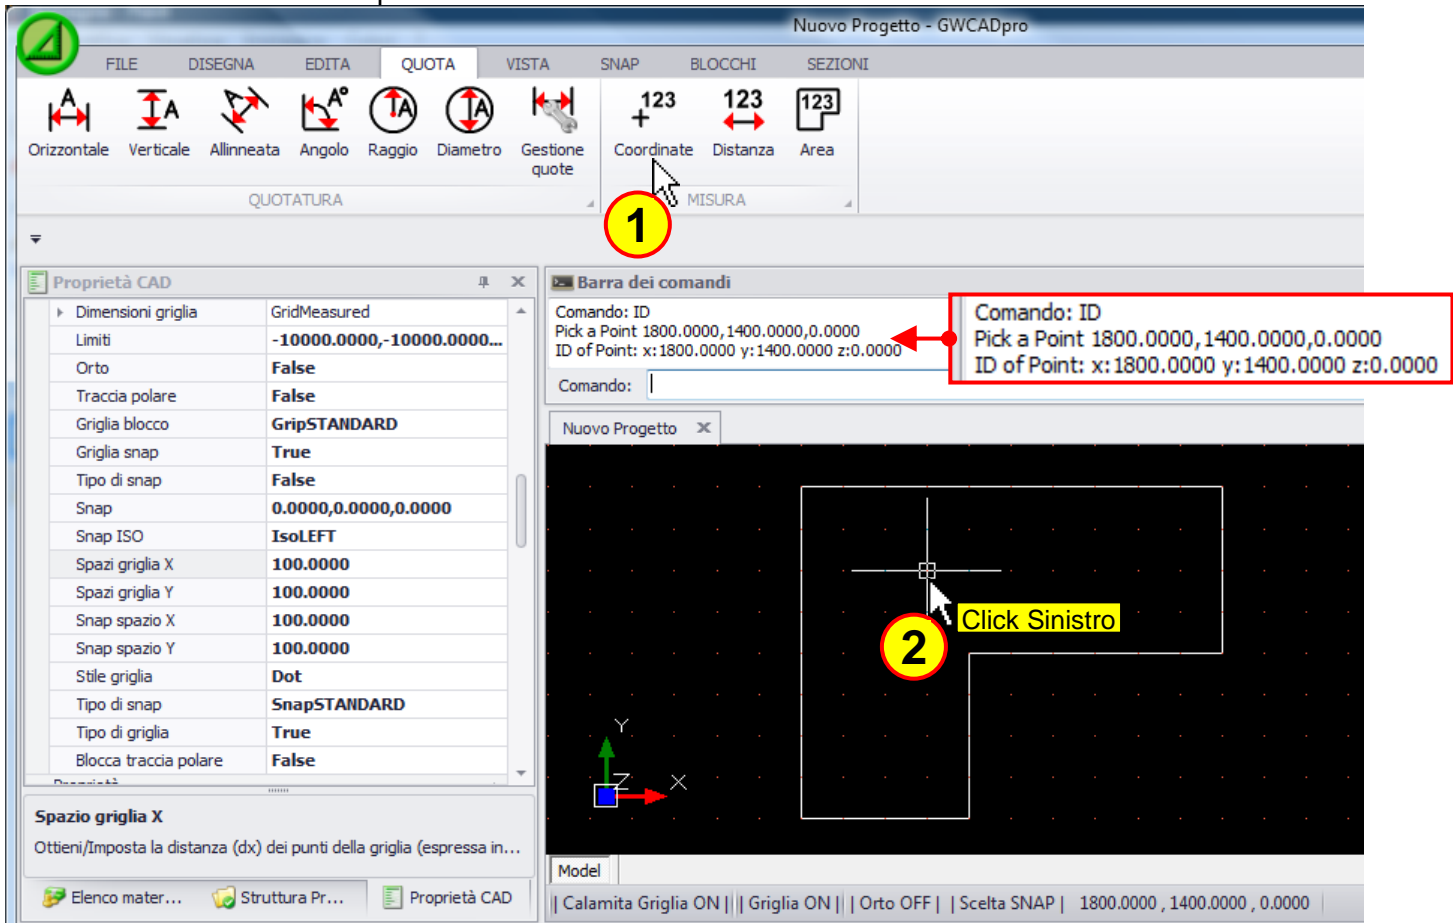 Nuovo Progetto - GWCADpro
FILE DISEGNA EDITA QUOTA VISTA SNAP BLOCCHI SEZIONI
A A A A° A A 123 123 123
Orizzontale Verticale Allinneata Angolo Raggio Diametro Gestione quote Coordinate Distanza Area
QUOTATURA MISURA
1
Proprietà CAD
Dimensioni griglia GridMeasured
Limiti -10000.0000,-10000.0000...
Orto False
Traccia polare False
Griglia blocco GripSTANDARD
Griglia snap True
Tipo di snap False
Snap 0.0000,0.0000,0.0000
Snap ISO IsoLEFT
Spazi griglia X 100.0000
Spazi griglia Y 100.0000
Snap spazio X 100.0000
Snap spazio Y 100.0000
Stile griglia Dot
Tipo di snap SnapSTANDARD
Tipo di griglia True
Blocca traccia polare False
Proprietà
Spazio griglia X
Ottieni/Imposta la distanza (dx) dei punti della griglia (espressa in...
Elenco mater... Struttura Pr... Proprietà CAD
Barra dei comandi
Comando: ID
Pick a Point 1800.0000,1400.0000,0.0000
ID of Point: x:1800.0000 y:1400.0000 z:0.0000
Comando:
Comando: ID
Pick a Point 1800.0000,1400.0000,0.0000
ID of Point: x:1800.0000 y:1400.0000 z:0.0000
Nuovo Progetto
Click Sinistro
2
Y
Z X
Model
| Calamita Griglia ON | | Griglia ON | | Orto OFF | | Scelta SNAP | 1800.0000 , 1400.0000 , 0.0000